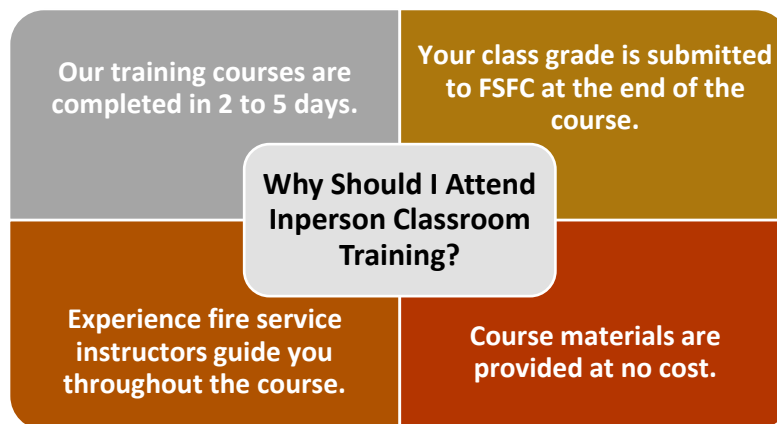 Our training courses are
completed in 2 to 5 days.
Your class grade is submitted
to FSFC at the end of the
course.
Why Should I Attend
Inperson Classroom
Training?
Experience fire service
instructors guide you
throughout the course.
Course materials are
provided at no cost.